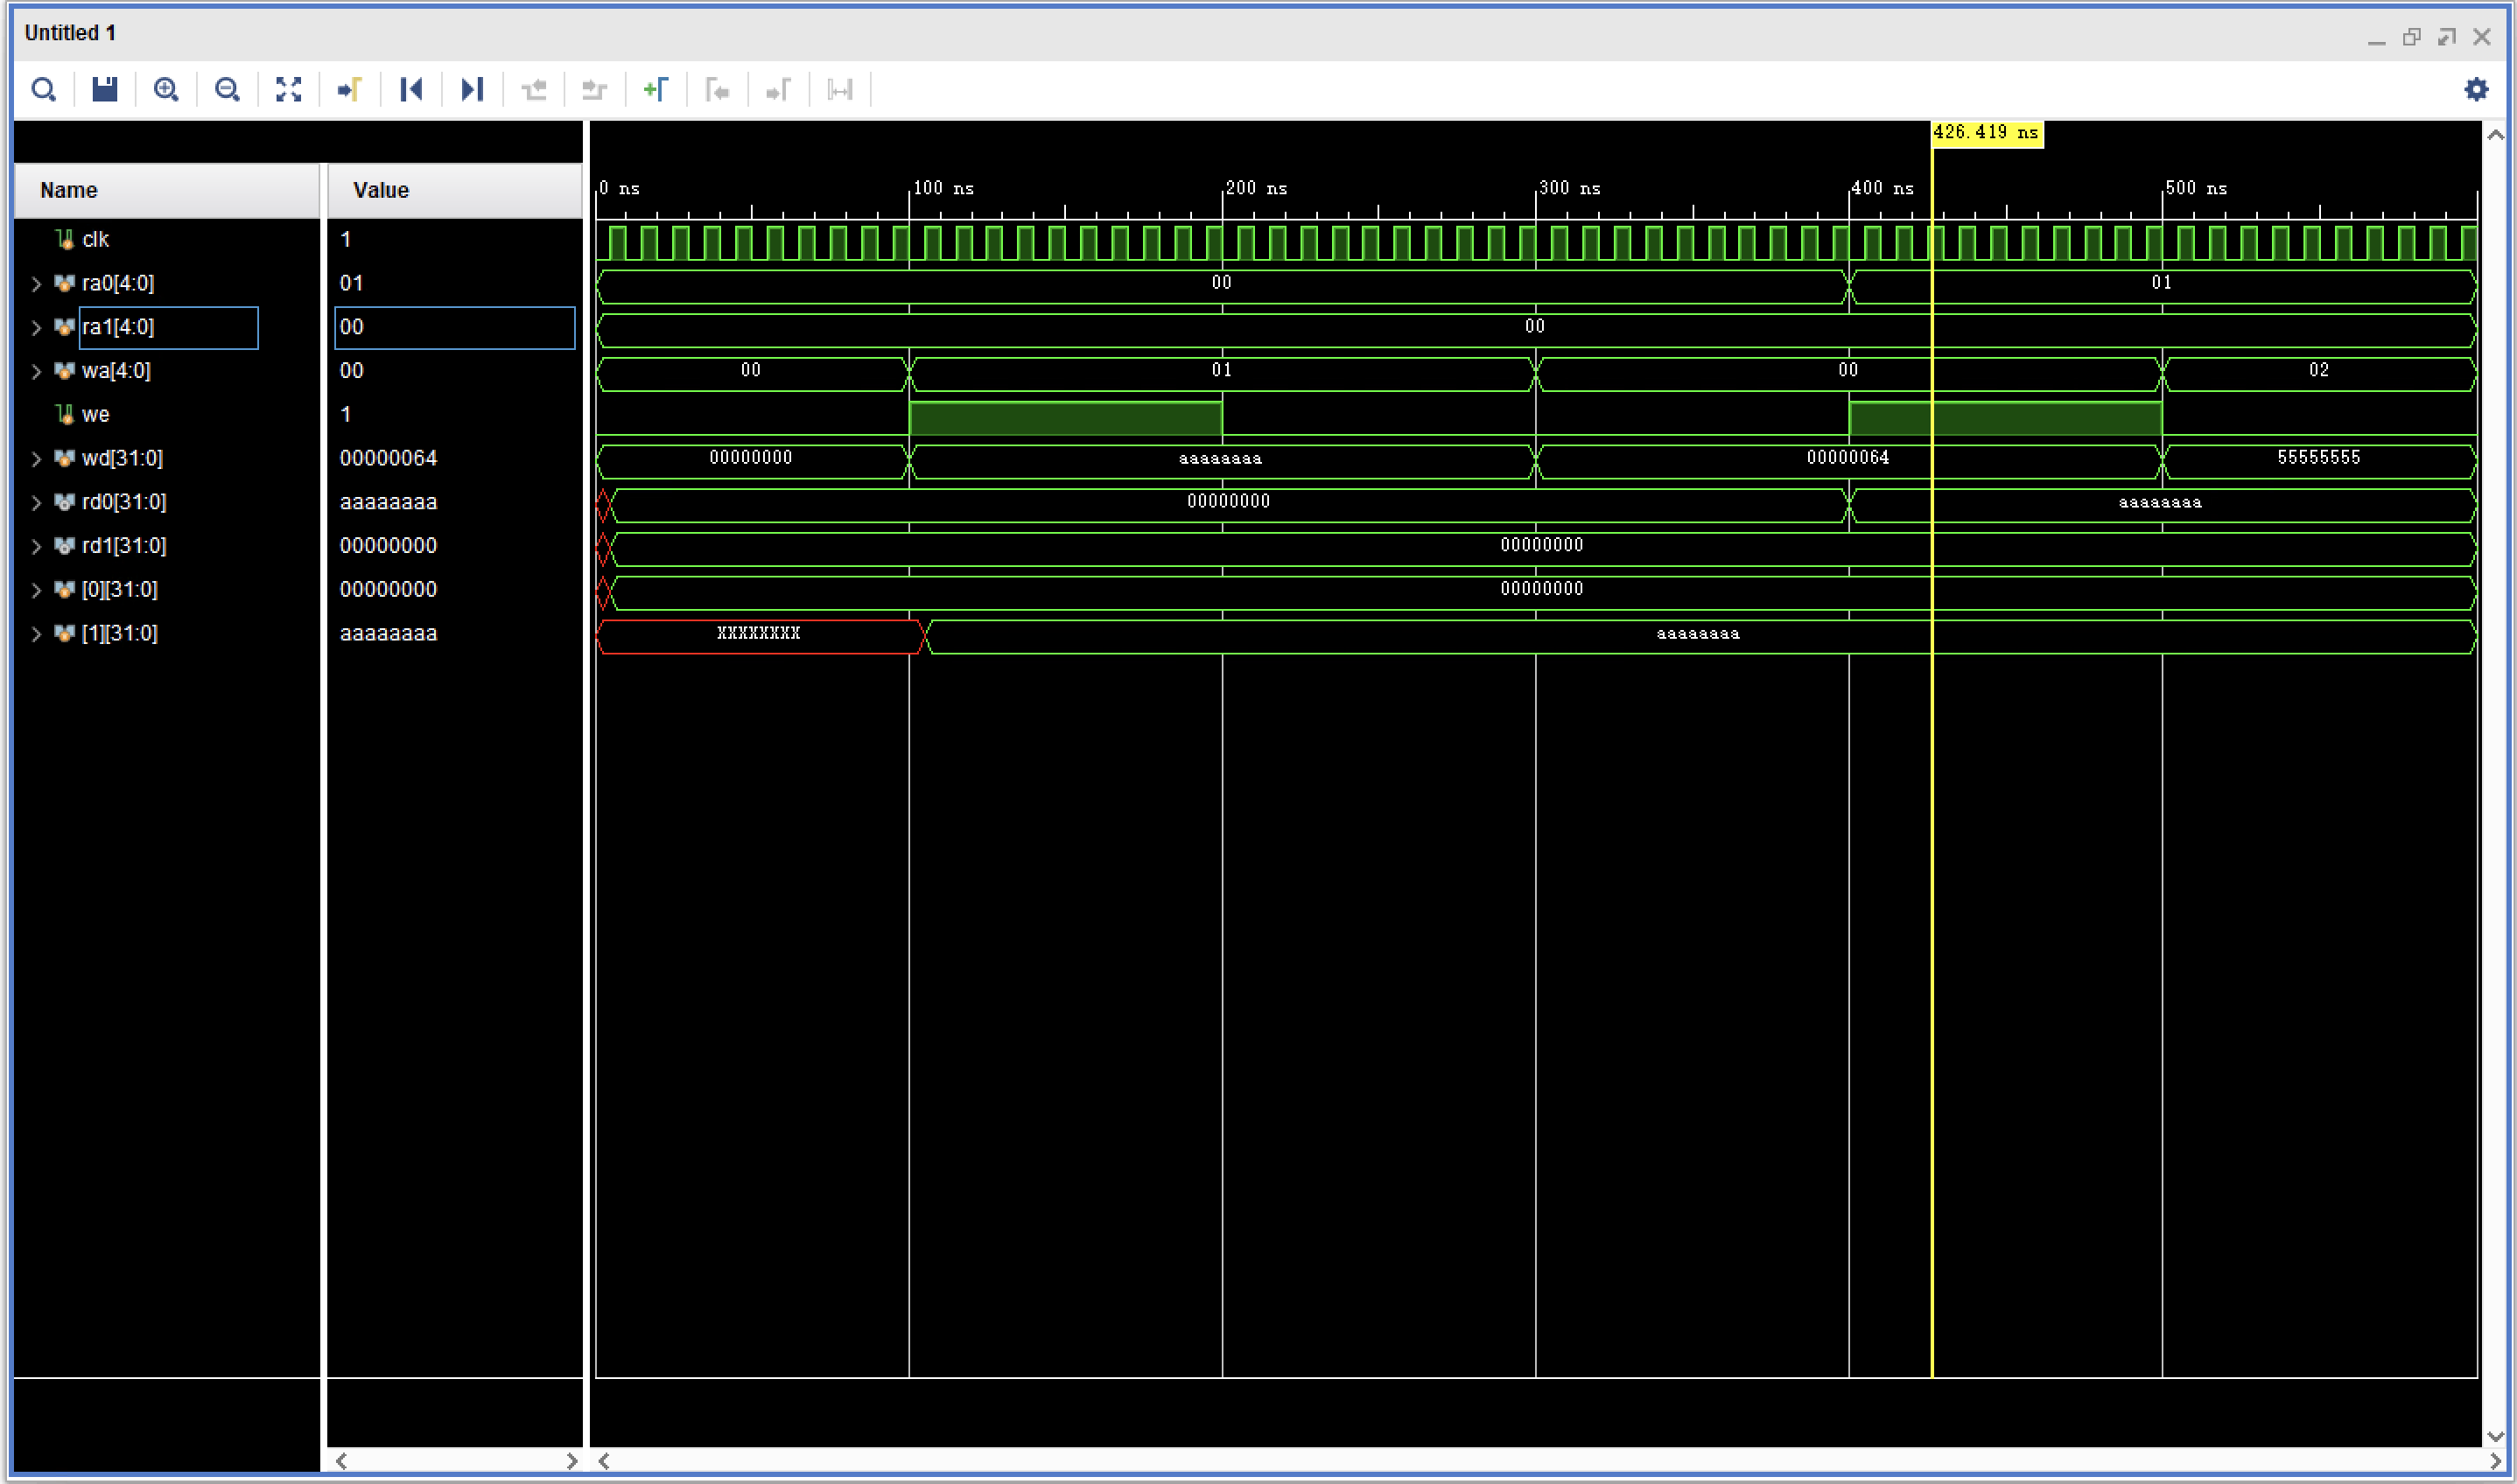 Untitled 1
426.419 ns
Name Value
0 ns 100 ns 200 ns 300 ns 400 ns 500 ns
clk 1
ra0[4:0] 01 00 01
ra1[4:0] 00 00
wa[4:0] 00 00 01 00 02
we 1
wd[31:0] 00000064 00000000 aaaaaaaa 00000064 55555555
rd0[31:0] aaaaaaaa 00000000 aaaaaaaa
rd1[31:0] 00000000 00000000
[0][31:0] 00000000 00000000
[1][31:0] aaaaaaaa XXXXXXXX aaaaaaaa